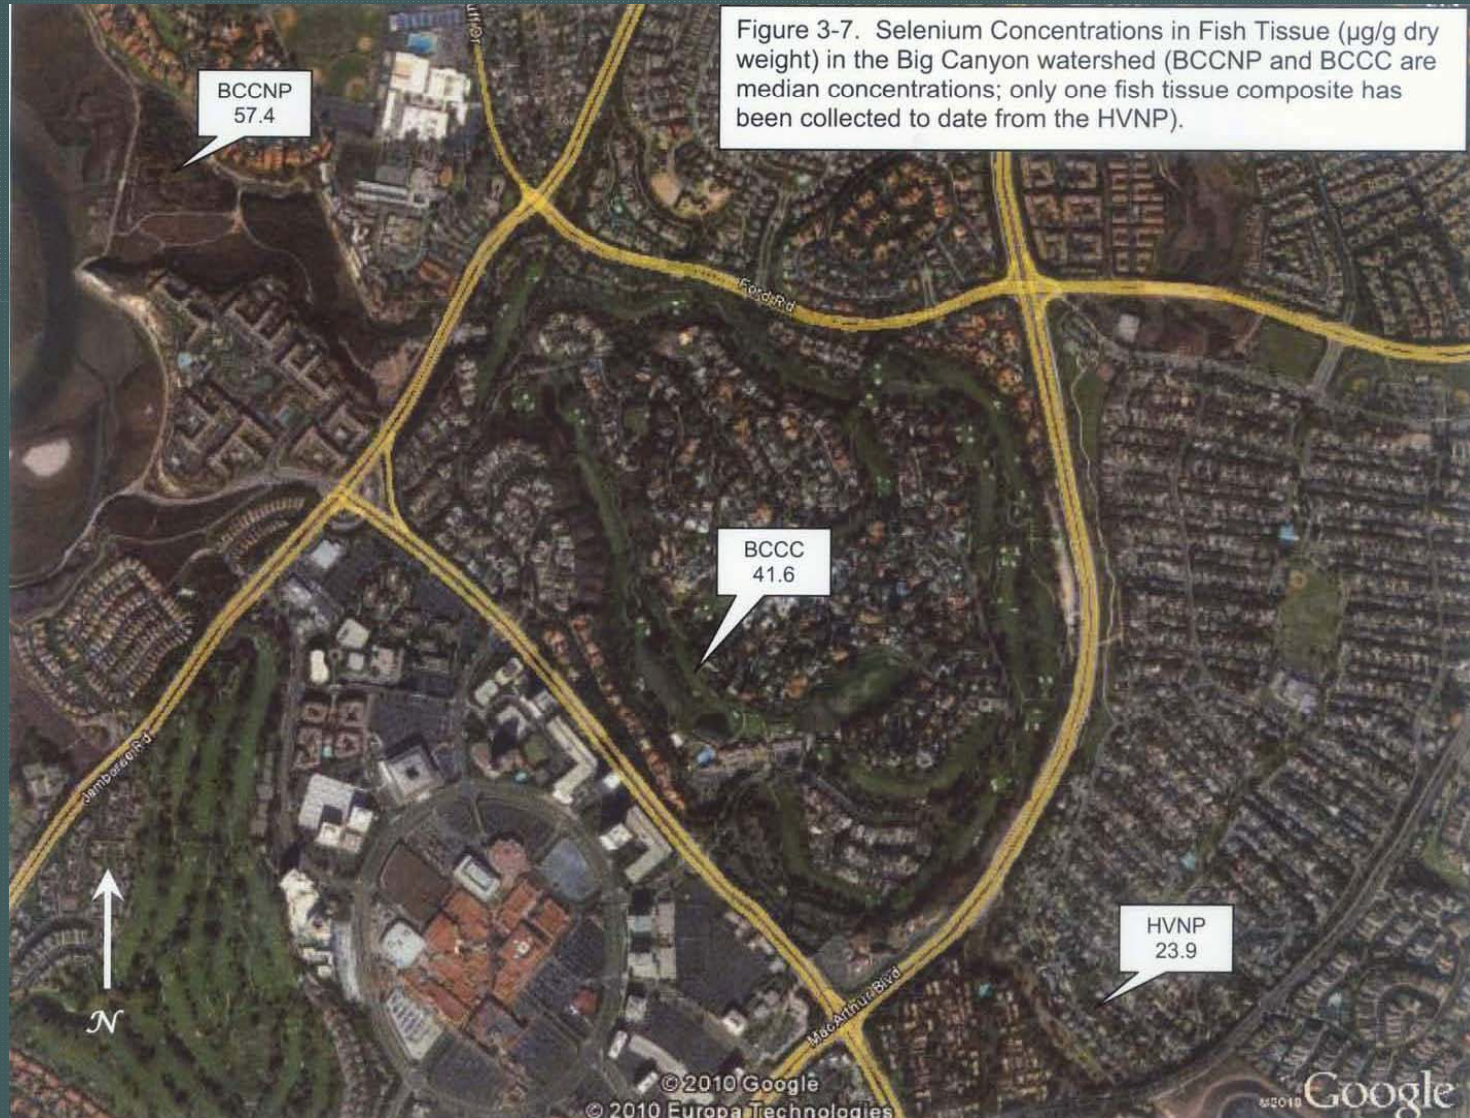 Figure 3-7. Selenium Concentrations in Fish Tissue (µg/g dry
weight) in the Big Canyon watershed (BCCNP and BCCC are
median concentrations; only one fish tissue composite has
been collected to date from the HVNP).
BCCNP
57.4
Ford Rd
BCCC
41.6
Jamboree Rd
HVNP
23.9
MacArthur Blvd
N
© 2010 Google
© 2010 Europa Technologies
Google